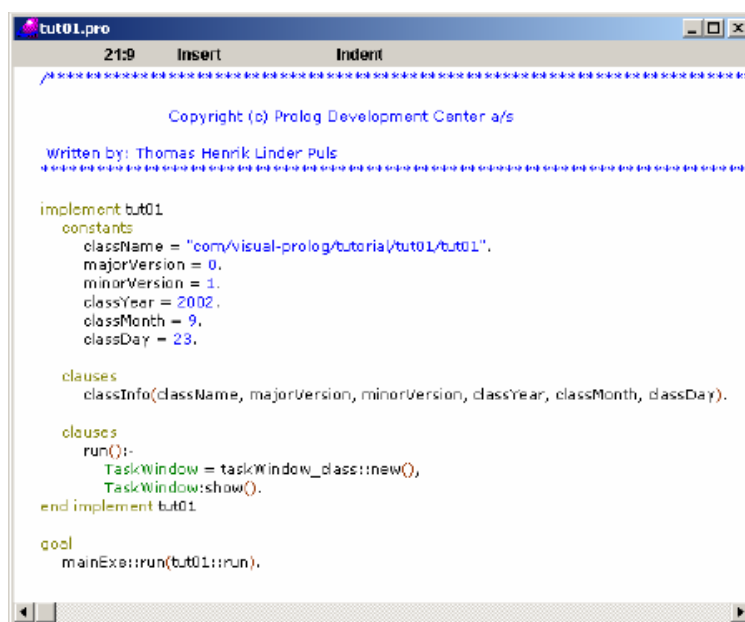 tut01.pro
21:9 Insert Indent
/*****************************************************************************
Copyright (c) Prolog Development Center a/s
Written by: Thomas Henrik Linder Puls
*****************************************************************************
implement tut01
constants
className = "com/visual-prolog/tutorial/tut01/tut01".
majorVersion = 0.
minorVersion = 1.
classYear = 2002.
classMonth = 9.
classDay = 23.
clauses
classInfo(className, majorVersion, minorVersion, classYear, classMonth, classDay).
clauses
run():-
TaskWindow = taskWindow_class::new(),
TaskWindow:show().
end implement tut01
goal
mainExe::run(tut01::run).